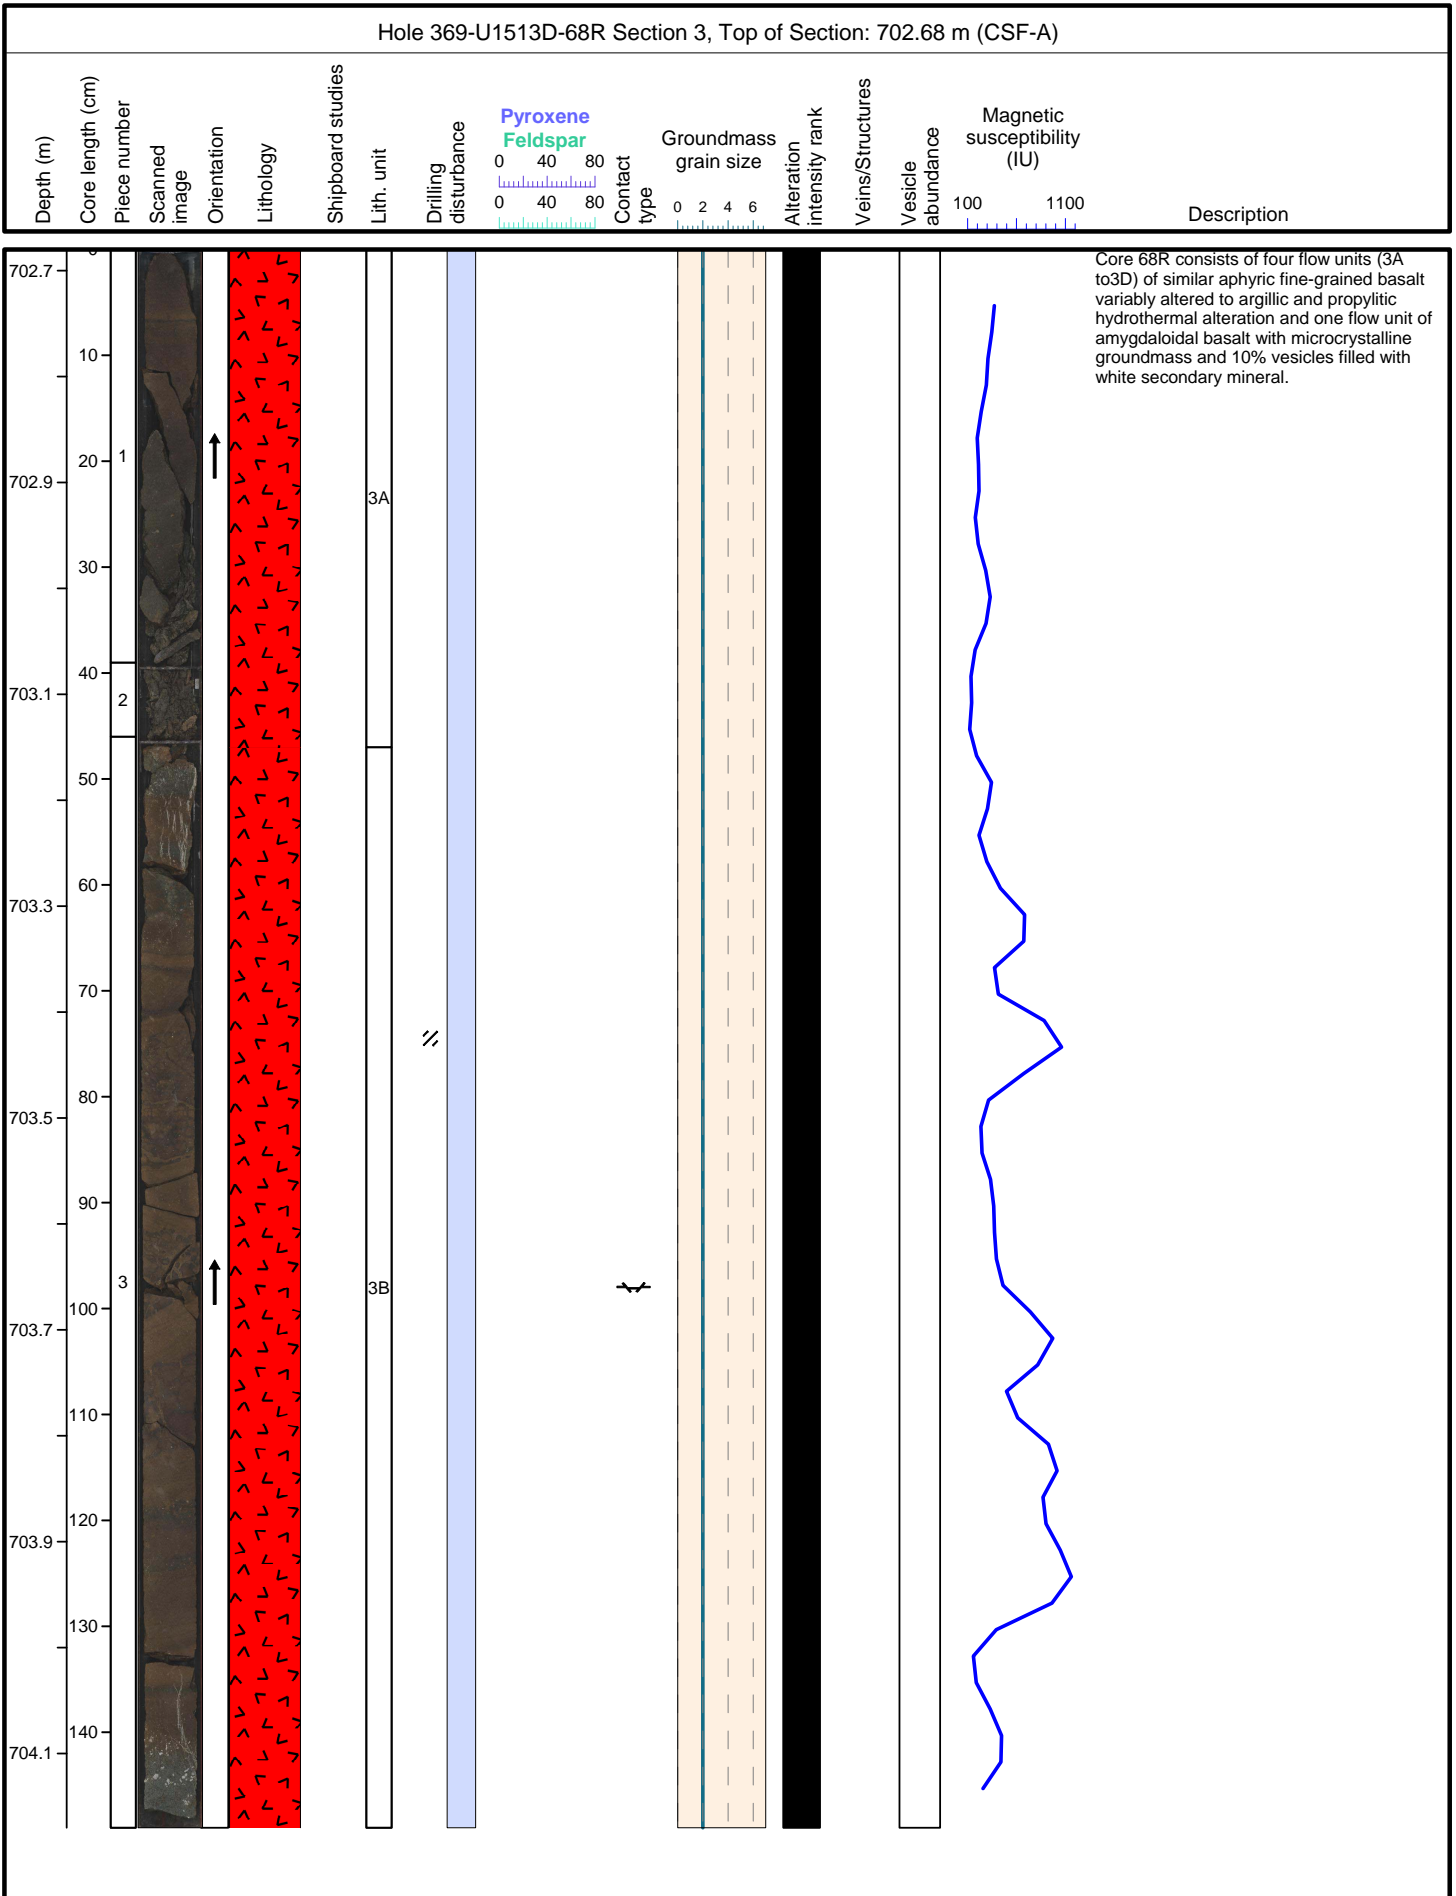 Hole 369-U1513D-68R Section 3, Top of Section: 702.68 m (CSF-A)
Depth (m)
Core length (cm)
Piece number
Scanned
image
Orientation
Lithology
Shipboard studies
Lith. unit
Drilling
disturbance
Pyroxene
Feldspar
0 40 80
0 40 80
Contact
type
Groundmass
grain size
0 2 4 6
Alteration
intensity rank
Veins/Structures
Vesicle
abundance
Magnetic
susceptibility
(IU)
100 1100
Description
702.7
702.9
703.1
703.3
703.5
703.7
703.9
704.1
10
20
30
40
50
60
70
80
90
100
110
120
130
140
1
2
3
3A
3B
Core 68R consists of four flow units (3A
to3D) of similar aphyric fine-grained basalt
variably altered to argillic and propylitic
hydrothermal alteration and one flow unit of
amygdaloidal basalt with microcrystalline
groundmass and 10% vesicles filled with
white secondary mineral.